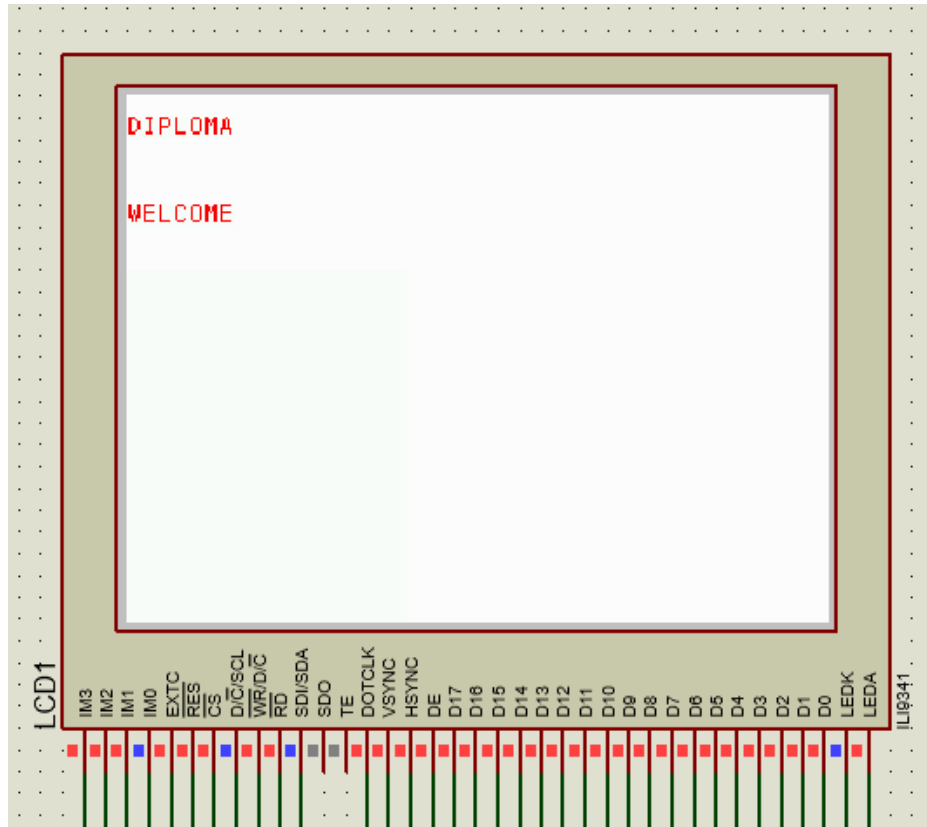 DIPLOMA
WELCOME
LCD1
IM3
IM2
IM1
IM0
EXTC
RES
CS
D/C/SCL
WR/D/C
RD
SDI/SDA
SDO
TE
DOTCLK
VSYNC
HSYNC
DE
D17
D16
D15
D14
D13
D12
D11
D10
D9
D8
D7
D6
D5
D4
D3
D2
D1
D0
LEDK
LEDA
ILI9341